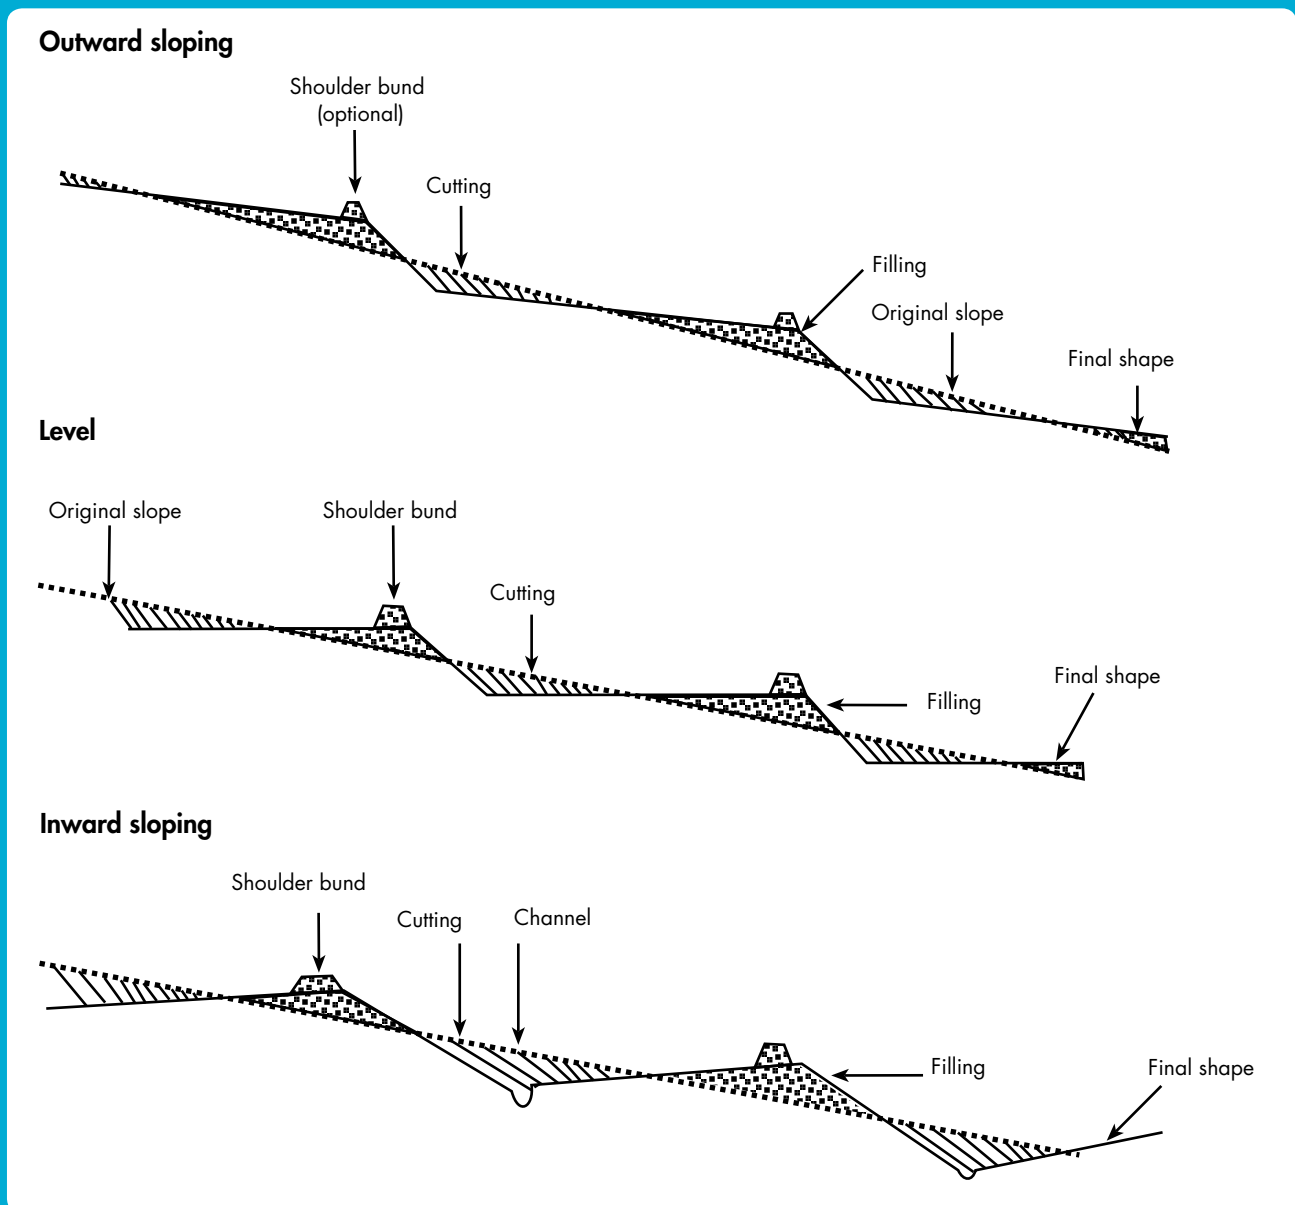 Outward sloping
Shoulder bund
(optional)
Cutting
Filling
Original slope
Final shape
Level
Original slope
Shoulder bund
Cutting
Final shape
Filling
Inward sloping
Shoulder bund
Cutting
Channel
Filling
Final shape